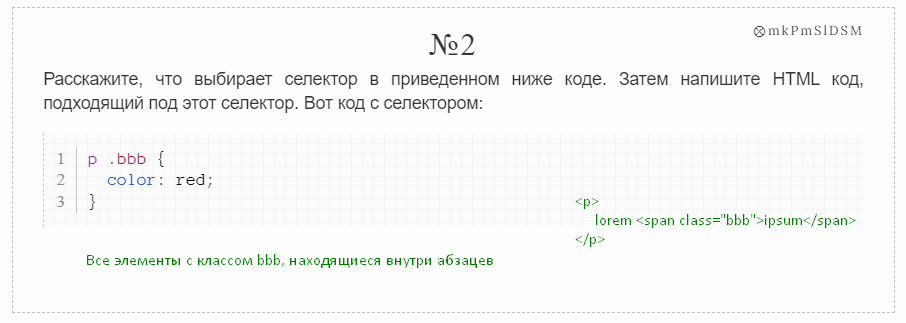 ⊗mkPmSlDSM
№2
Расскажите, что выбирает селектор в приведенном ниже коде. Затем напишите HTML код,
подходящий под этот селектор. Вот код с селектором:
1 p .bbb {
2 color: red;
3 }
<p>
lorem <span class="bbb">ipsum</span>
</p>
Все элементы с классом bbb, находящиеся внутри абзацев